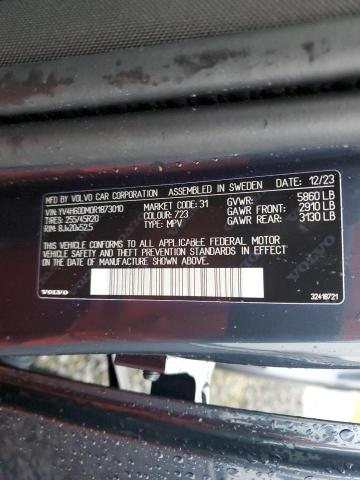 MFD BY VOLVO CAR CORPORATION ASSEMBLED IN SWEDEN DATE: 12/23
VIN: YV4H60DM0R1873010 MARKET CODE: 31 GVWR: 5860 LB
TIRES: 255/45R20 COLOUR: 723 GAWR FRONT: 2910 LB
RIM: 8Jx20x52.5 TYPE: MPV GAWR REAR: 3130 LB
THIS VEHICLE CONFORMS TO ALL APPLICABLE FEDERAL MOTOR
VEHICLE SAFETY AND THEFT PREVENTION STANDARDS IN EFFECT
ON THE DATE OF MANUFACTURE SHOWN ABOVE.
VOLVO 32418721